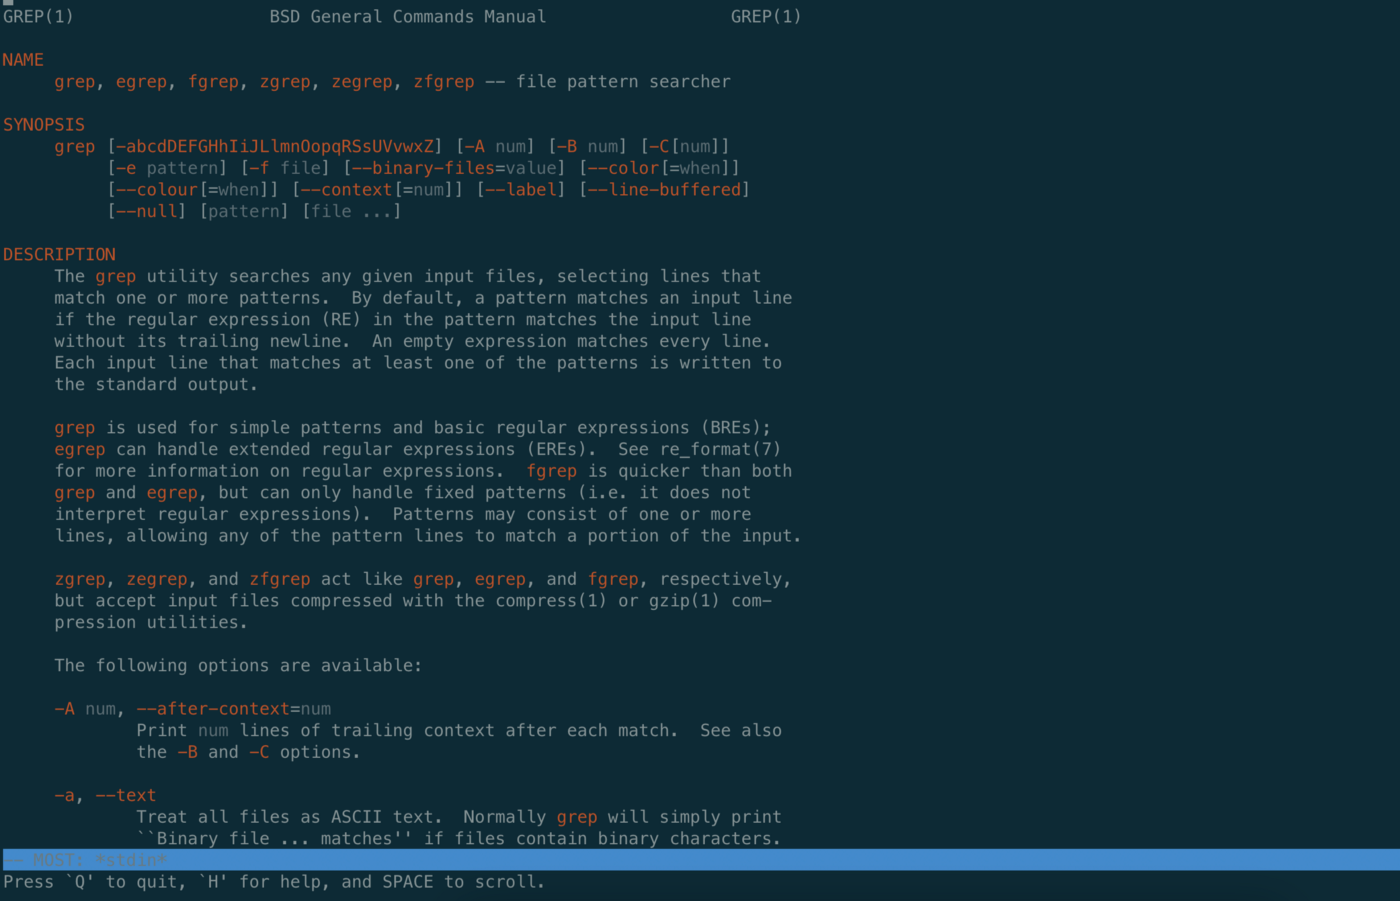 GREP(1)                   BSD General Commands Manual                  GREP(1)

NAME
     grep, egrep, fgrep, zgrep, zegrep, zfgrep -- file pattern searcher

SYNOPSIS
     grep [-abcdDEFGHhIiJLlmnOopqRSsUVvwxZ] [-A num] [-B num] [-C[num]]
          [-e pattern] [-f file] [--binary-files=value] [--color[=when]]
          [--colour[=when]] [--context[=num]] [--label] [--line-buffered]
          [--null] [pattern] [file ...]

DESCRIPTION
     The grep utility searches any given input files, selecting lines that
     match one or more patterns.  By default, a pattern matches an input line
     if the regular expression (RE) in the pattern matches the input line
     without its trailing newline.  An empty expression matches every line.
     Each input line that matches at least one of the patterns is written to
     the standard output.

     grep is used for simple patterns and basic regular expressions (BREs);
     egrep can handle extended regular expressions (EREs).  See re_format(7)
     for more information on regular expressions.  fgrep is quicker than both
     grep and egrep, but can only handle fixed patterns (i.e. it does not
     interpret regular expressions).  Patterns may consist of one or more
     lines, allowing any of the pattern lines to match a portion of the input.

     zgrep, zegrep, and zfgrep act like grep, egrep, and fgrep, respectively,
     but accept input files compressed with the compress(1) or gzip(1) com-
     pression utilities.

     The following options are available:

     -A num, --after-context=num
             Print num lines of trailing context after each match.  See also
             the -B and -C options.

     -a, --text
             Treat all files as ASCII text.  Normally grep will simply print
             ``Binary file ... matches'' if files contain binary characters.
-- MOST: *stdin*
Press `Q' to quit, `H' for help, and SPACE to scroll.